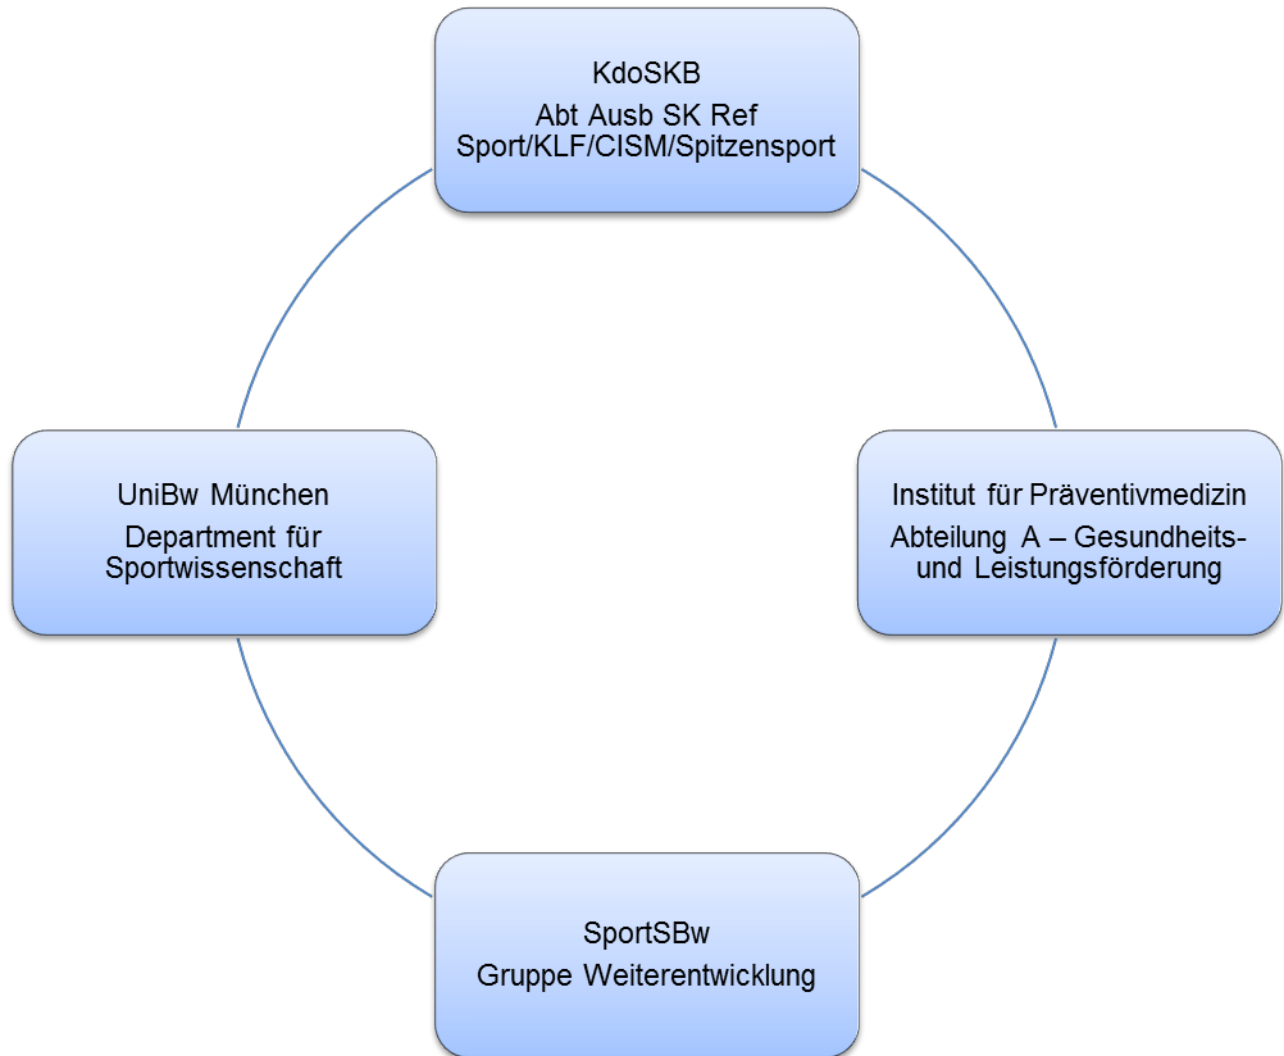 KdoSKB
Abt Ausb SK Ref
Sport/KLF/CISM/Spitzensport
UniBw München
Department für
Sportwissenschaft
Institut für Präventivmedizin
Abteilung A – Gesundheits-
und Leistungsförderung
SportSBw
Gruppe Weiterentwicklung